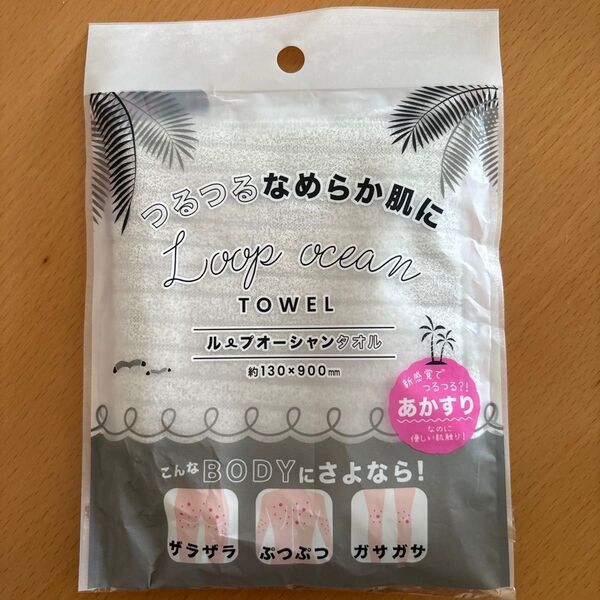 つるつるなめらか肌に
Loop ocean
TOWEL
ループオーシャンタオル
約130×900mm
新感覚で
つるつる?!
あかすり
なのに
優しい肌触り!
こんなBODYにさよなら!
ザラザラ
ぷつぷつ
ガサガサ